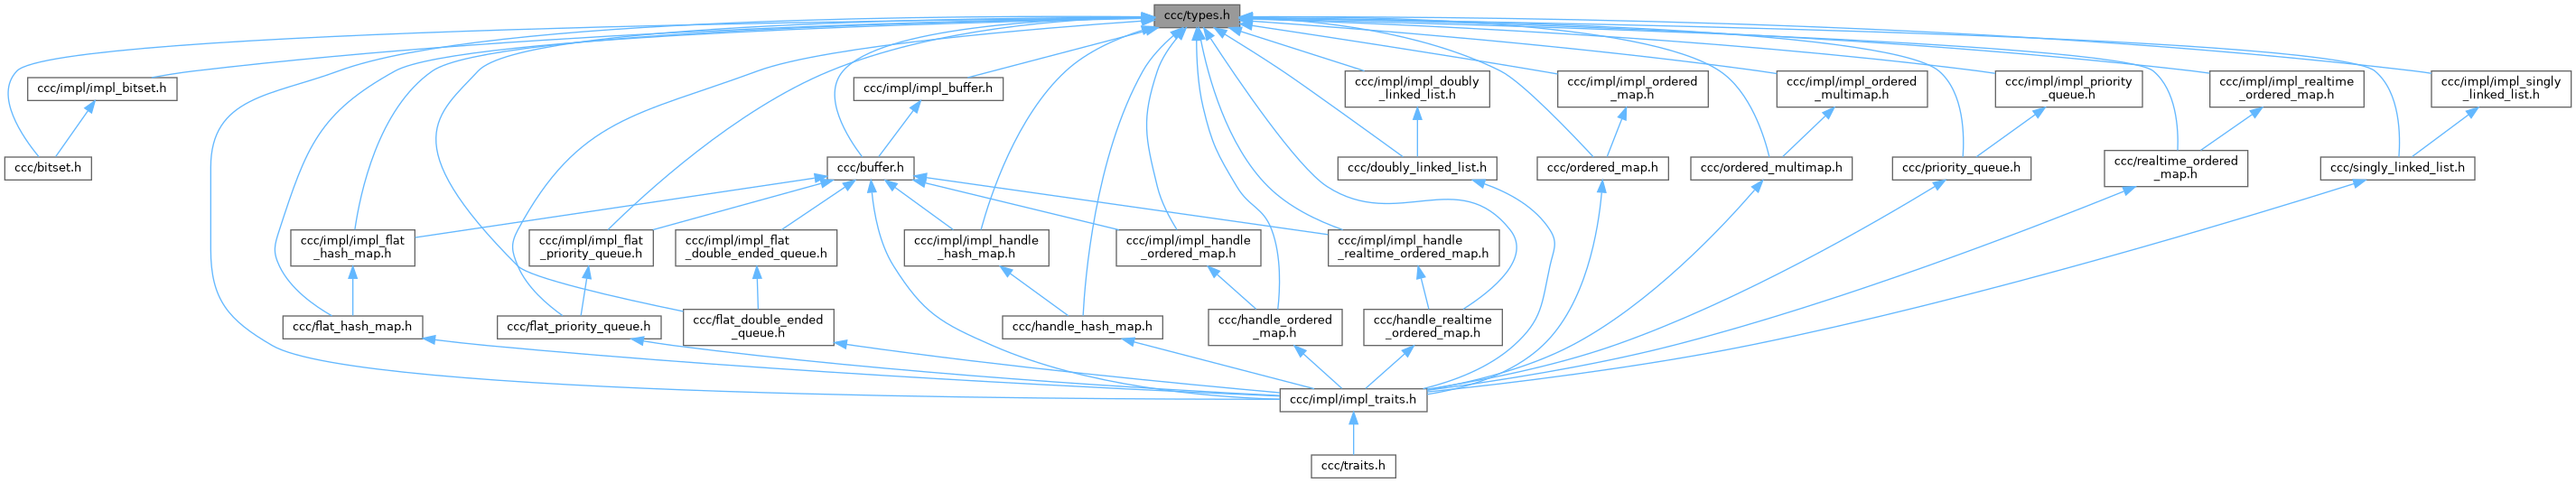 ccc/types.h
ccc/impl/impl_bitset.h
ccc/impl/impl_buffer.h
ccc/impl/impl_doubly
_linked_list.h
ccc/impl/impl_ordered
_map.h
ccc/impl/impl_ordered
_multimap.h
ccc/impl/impl_priority
_queue.h
ccc/impl/impl_realtime
_ordered_map.h
ccc/impl/impl_singly
_linked_list.h
ccc/bitset.h
ccc/buffer.h
ccc/doubly_linked_list.h
ccc/ordered_map.h
ccc/ordered_multimap.h
ccc/priority_queue.h
ccc/realtime_ordered
_map.h
ccc/singly_linked_list.h
ccc/impl/impl_flat
_hash_map.h
ccc/impl/impl_flat
_priority_queue.h
ccc/impl/impl_flat
_double_ended_queue.h
ccc/impl/impl_handle
_hash_map.h
ccc/impl/impl_handle
_ordered_map.h
ccc/impl/impl_handle
_realtime_ordered_map.h
ccc/flat_hash_map.h
ccc/flat_priority_queue.h
ccc/flat_double_ended
_queue.h
ccc/handle_hash_map.h
ccc/handle_ordered
_map.h
ccc/handle_realtime
_ordered_map.h
ccc/impl/impl_traits.h
ccc/traits.h